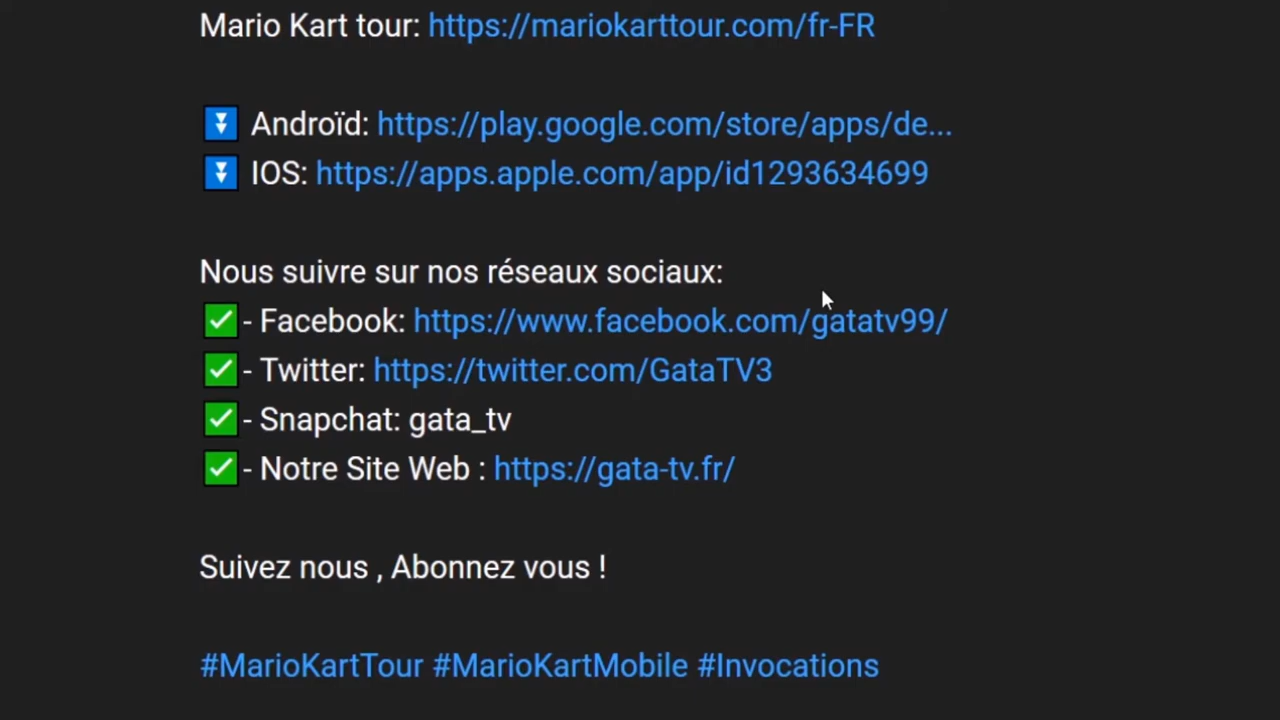 Mario Kart tour: https://mariokarttour.com/fr-FR
⏬ Androïd: https://play.google.com/store/apps/de...
⏬ IOS: https://apps.apple.com/app/id1293634699
Nous suivre sur nos réseaux sociaux:
✅- Facebook: https://www.facebook.com/gatatv99/
✅- Twitter: https://twitter.com/GataTV3
✅- Snapchat: gata_tv
✅- Notre Site Web : https://gata-tv.fr/
Suivez nous , Abonnez vous !
#MarioKartTour #MarioKartMobile #Invocations